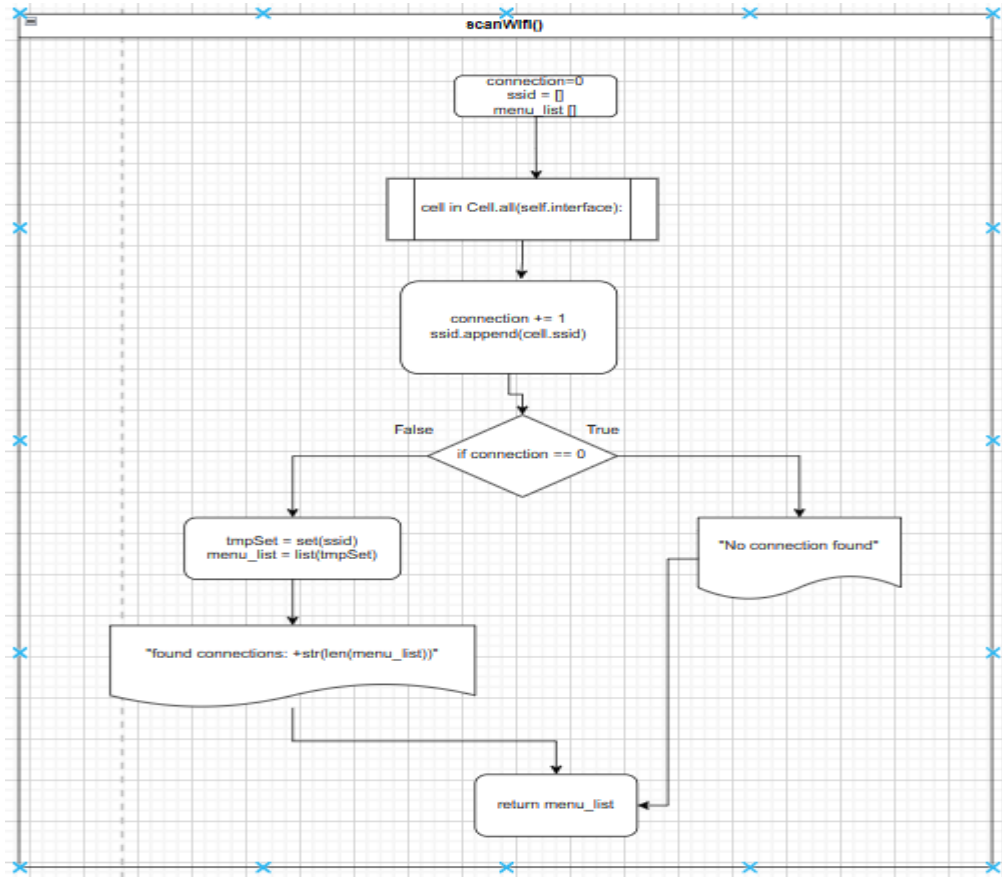 scanWifi()
connection=0
ssid = []
menu_list []
cell in Cell.all(self.interface):
connection += 1
ssid.append(cell.ssid)
False
True
if connection == 0
tmpSet = set(ssid)
menu_list = list(tmpSet)
"No connection found"
"found connections: +str(len(menu_list))"
return menu_list